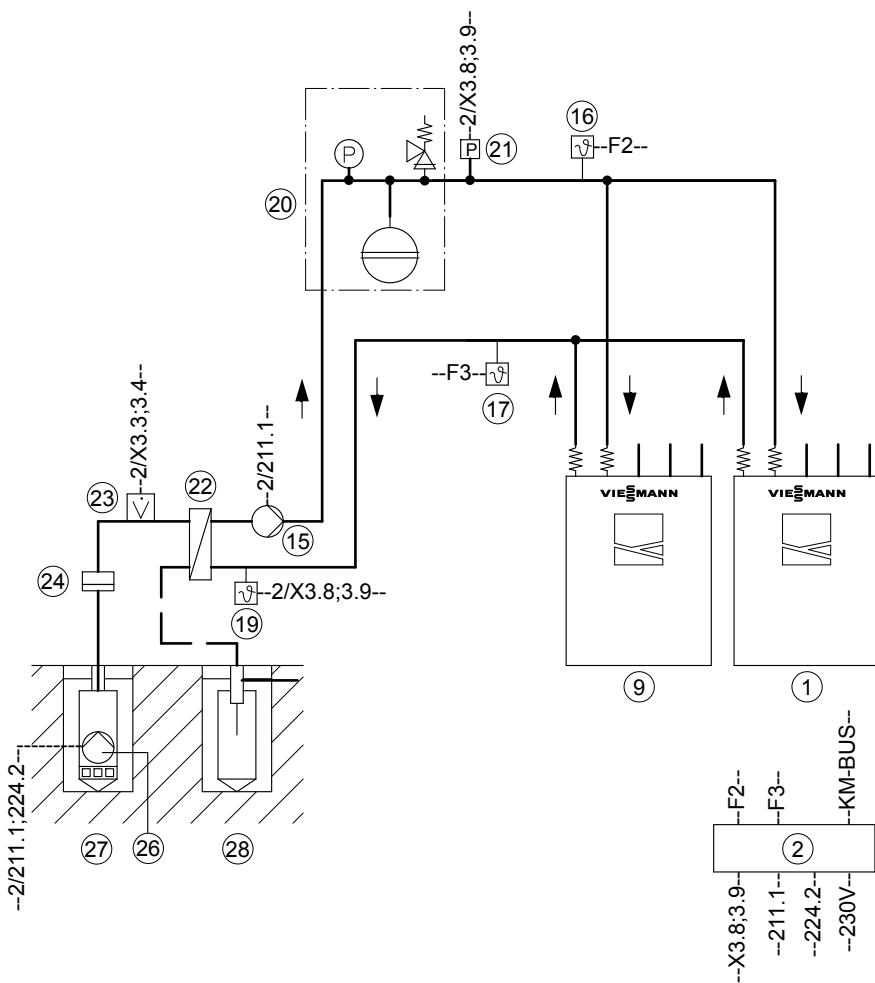 --2/X3.8;3.9--
16
P
P
21
--F2--
20
--2/X3.3;3.4--
--2/211.1--
--F3--
17
22
23
VIESMANN
VIESMANN
15
24
--2/X3.8;3.9--
19
9
1
--2/211.1;224.2--
--F2--
--F3--
--KM-BUS--
27
26
28
2
--X3.8;3.9--
--211.1--
--224.2--
--230V--